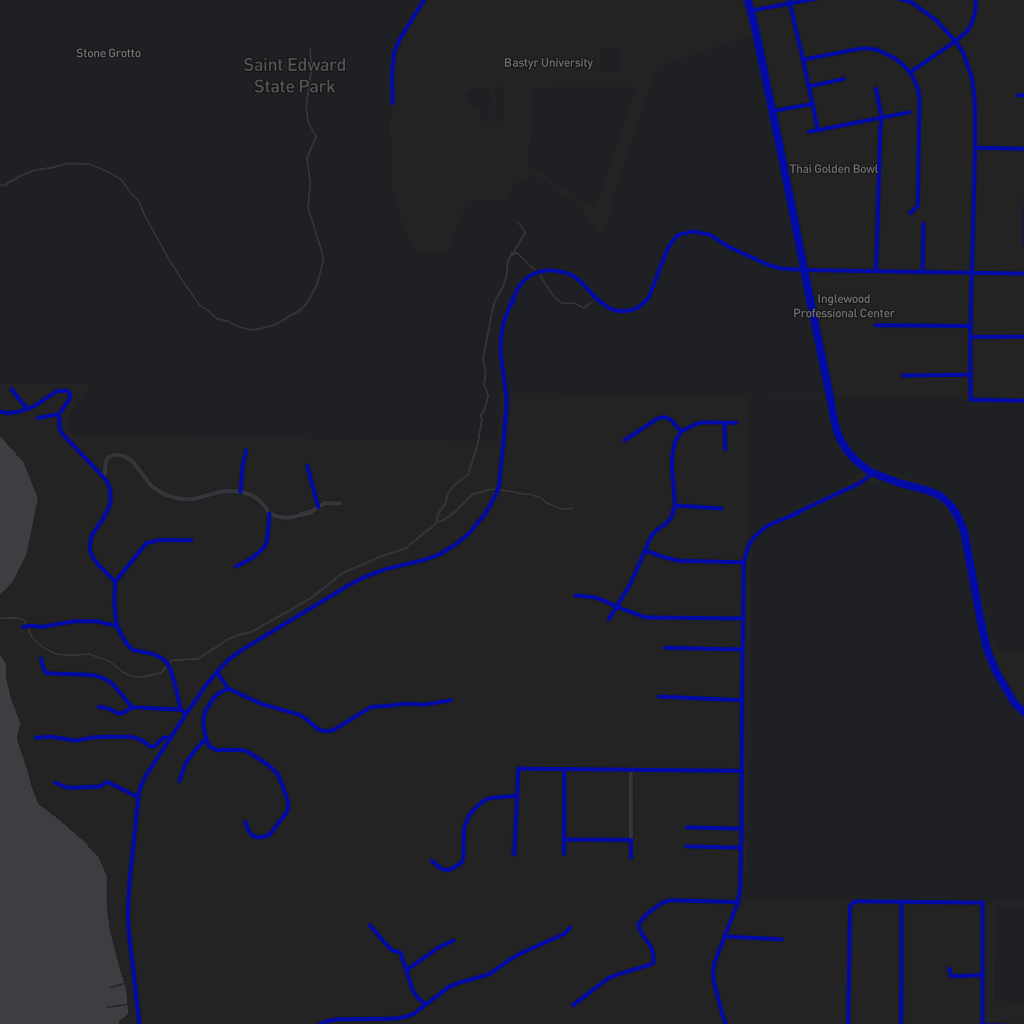 Stone Grotto
Saint Edward
State Park
Bastyr University
Thai Golden Bowl
Inglewood
Professional Center